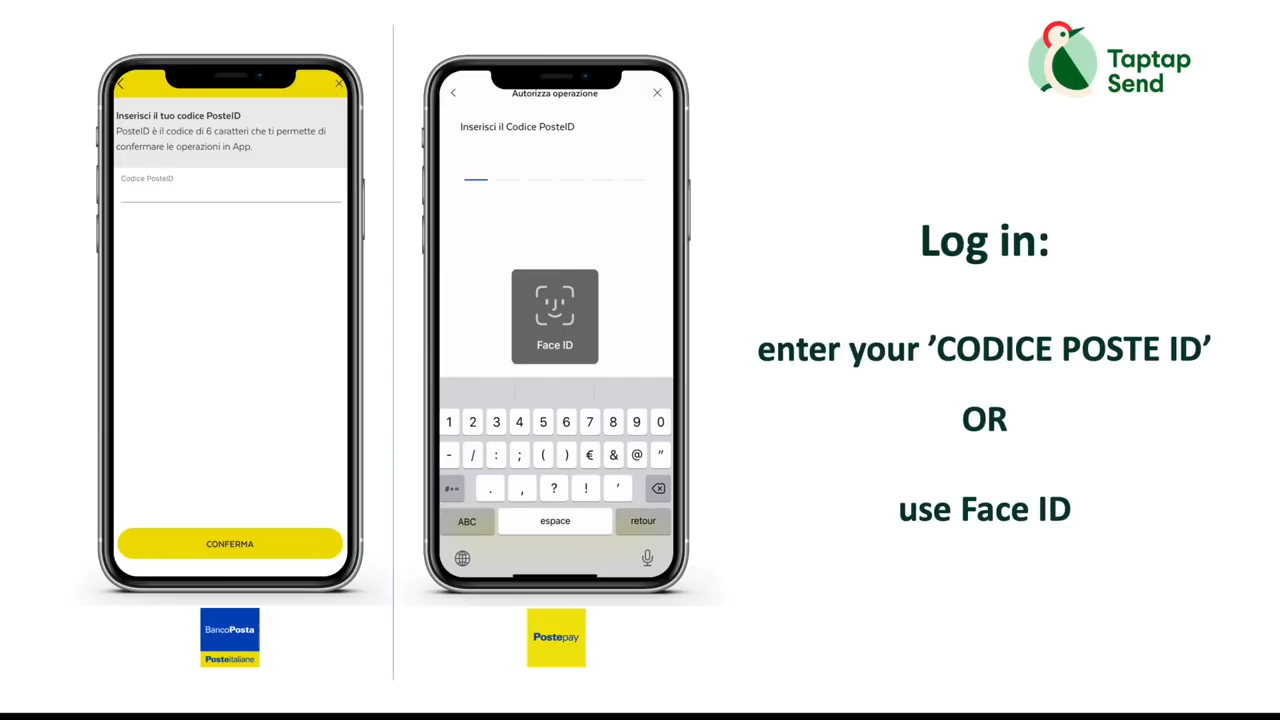 Inserisci il tuo codice PosteID
PosteID è il codice di 6 caratteri che ti permette di
confermare le operazioni in App.
Codice PosteID
CONFERMA
BancoPosta
Posteitaliane
Autorizza operazione
Inserisci il Codice PosteID
Face ID
1 2 3 4 5 6 7 8 9 0
- / : ; ( ) € & @ "
#+= . , ? ! '
ABC espace retour
Postepay
Taptap
Send
Log in:
enter your ’CODICE POSTE ID’
OR
use Face ID